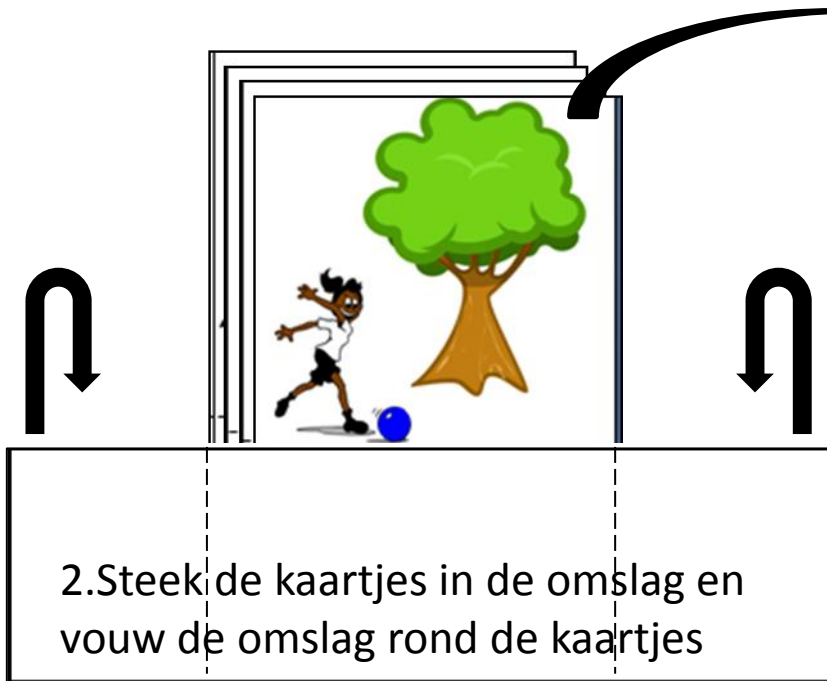 2.Steek de kaartjes in de omslag en
vouw de omslag rond de kaartjes